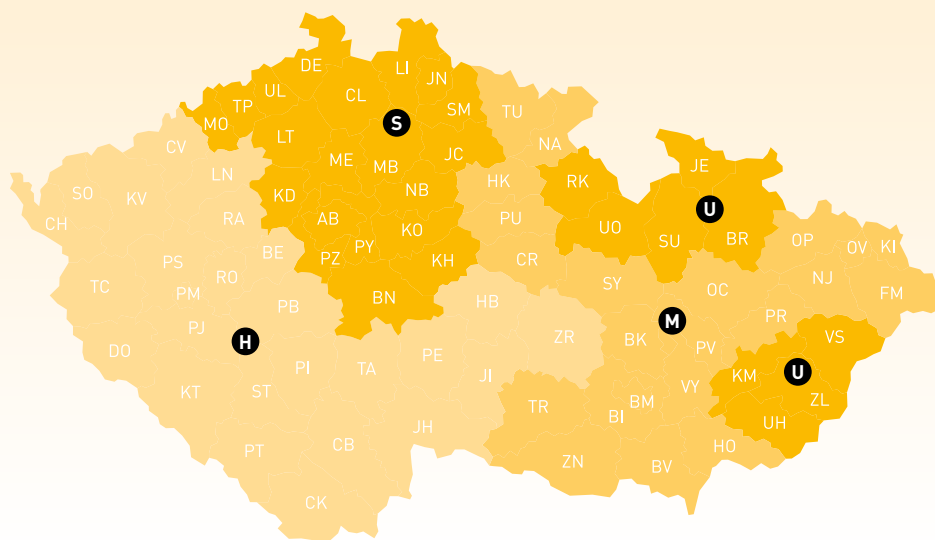 DE
LI
JN
UL
CL
TP
SM
TU
MO
S
LT
CV
NA
ME
JC
MB
JE
LN
HK
RK
SO
NB
KD
KV
U
RA
AB
PU
CH
KO
UO
PY
SU
BR
OP
OV
KI
BE
PZ
KH
CR
PS
RO
NJ
TC
SY
OC
PM
BN
FM
HB
PB
PR
M
PJ
ZR
VS
H
BK
PV
DO
PE
PI
TA
U
JI
KM
VY
KT
ST
ZL
BM
TR
BI
UH
JH
CB
HO
PT
ZN
BV
CK